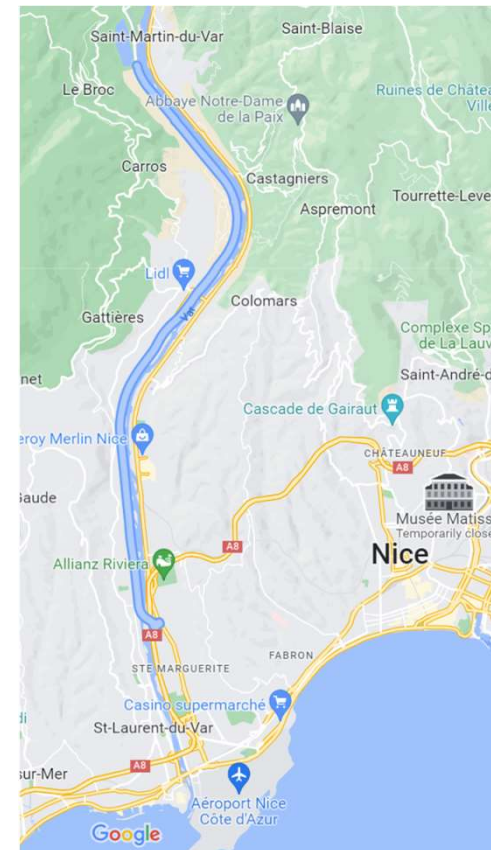 Saint-Martin-du-Var
Saint-Blaise
Le Broc
Abbaye Notre-Dame
de la Paix
Ruines de Châtea
Ville
Carros
Castagniers
Aspremont
Tourrette-Leve
Lidl
Var
Colomars
Gattières
Complexe Sp
de La Lauv
net
Saint-André-d
Cascade de Gairaut
eroy Merlin Nice
CHÂTEAUNEUF
A8
Gaude
Musée Matiss
Temporarily close
A8
Nice
Allianz Riviera
A8
FABRON
STE MARGUERITE
Casino supermarché
di
St-Laurent-du-Var
A8
sur-Mer
Aéroport Nice
Côte d'Azur
Google